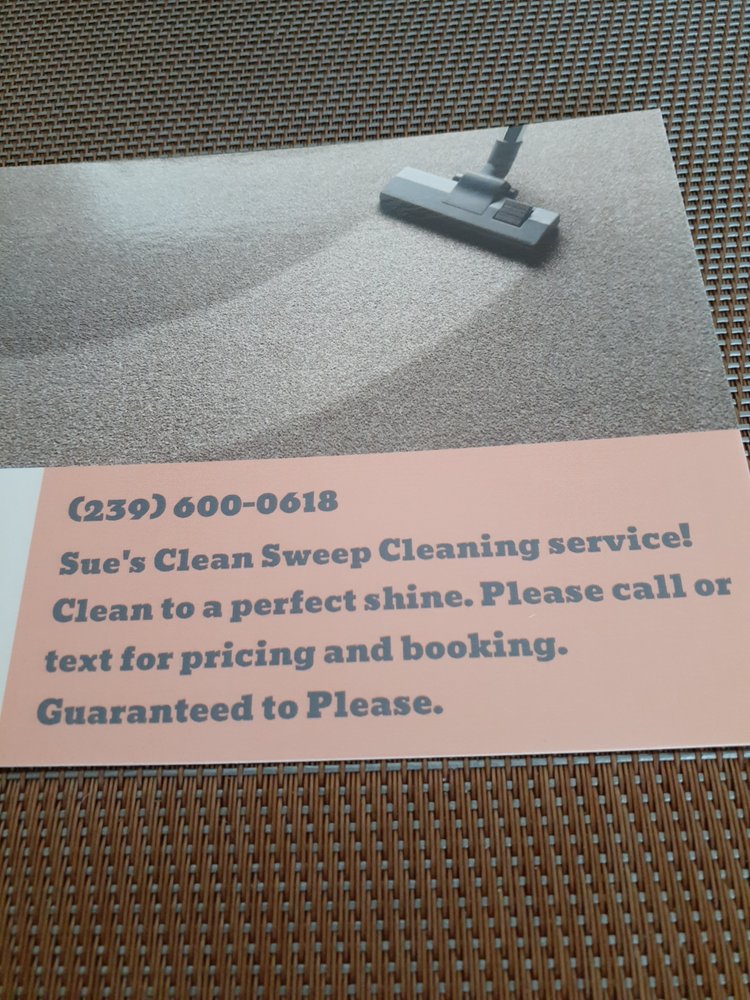 (239) 600-0618
Sue's Clean Sweep Cleaning service!
Clean to a perfect shine. Please call or
text for pricing and booking.
Guaranteed to Please.